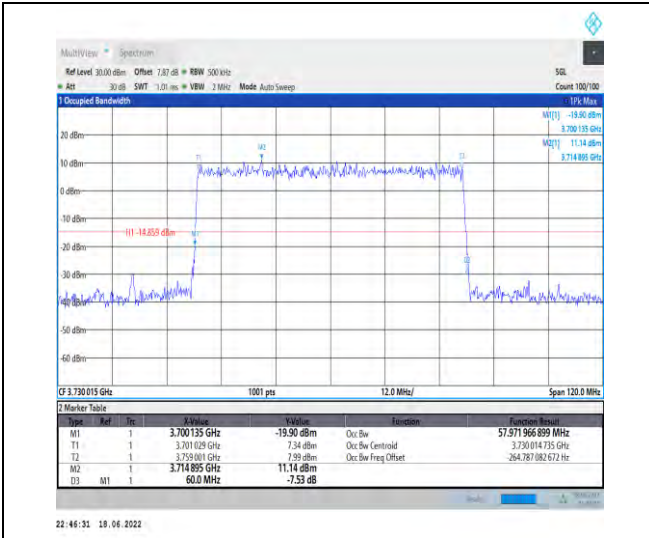 MultiView Spectrum
Ref Level 30.00 dBm Offset 7.87 dB RBW 500 kHz SGL
Att 30 dB SWT 1.01 ms VBW 2 MHz Mode Auto Sweep Count 100/100
1 Occupied Bandwidth 1Pk Max
M1[1] -19.90 dBm
3.700 135 GHz
M2[1] 11.14 dBm
3.714 895 GHz
20 dBm
M2
T1
10 dBm
0 dBm
-10 dBm
H1 -14.859 dBm
M1
-20 dBm
-30 dBm
-50 dBm
-60 dBm
CF 3.730 015 GHz 1001 pts 12.0 MHz/ Span 120.0 MHz
2 Marker Table
Type Ref Trc X-Value Y-Value Function Function Result
M1 1 3.700 135 GHz -19.90 dBm Occ Bw 57.971 966 899 MHz
T1 1 3.701 029 GHz 7.34 dBm Occ Bw Centroid 3.730 014 735 GHz
T2 1 3.759 001 GHz 7.99 dBm Occ Bw Freq Offset -264.787 082 672 Hz
M2 1 3.714 895 GHz 11.14 dBm
D3 M1 1 60.0 MHz -7.53 dB
22:46:31 18.06.2022